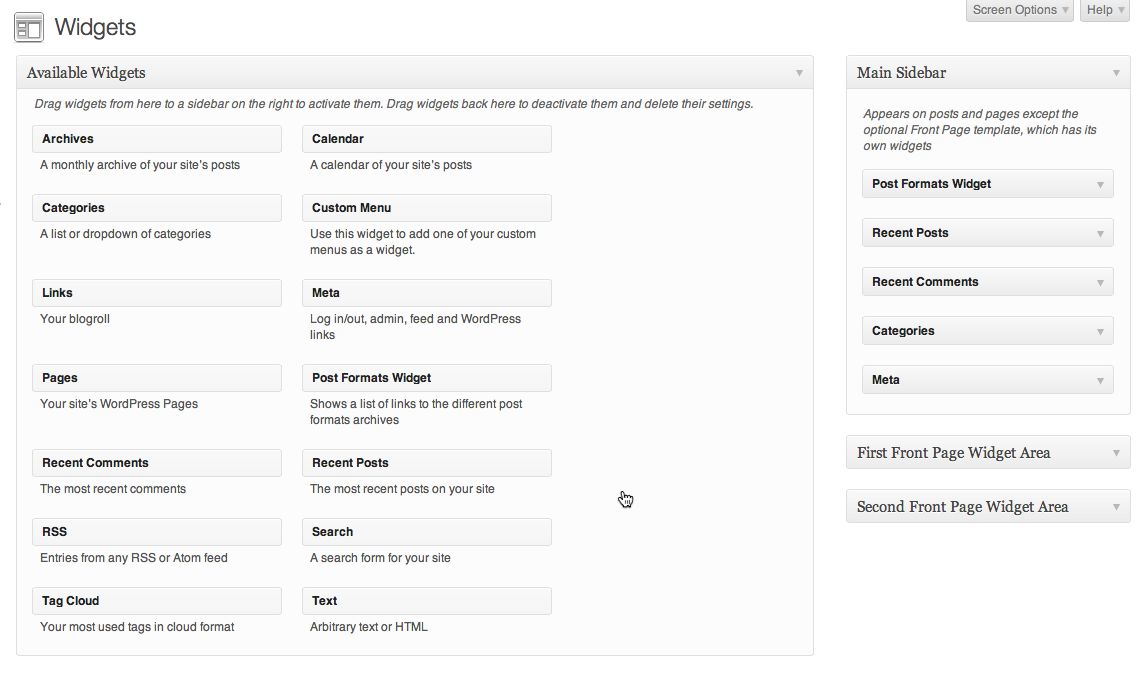 Screen Options
Help
Widgets
Available Widgets
Drag widgets from here to a sidebar on the right to activate them. Drag widgets back here to deactivate them and delete their settings.
Archives
A monthly archive of your site's posts
Calendar
A calendar of your site's posts
Categories
A list or dropdown of categories
Custom Menu
Use this widget to add one of your custom
menus as a widget.
Links
Your blogroll
Meta
Log in/out, admin, feed and WordPress
links
Pages
Your site's WordPress Pages
Post Formats Widget
Shows a list of links to the different post
formats archives
Recent Comments
The most recent comments
Recent Posts
The most recent posts on your site
RSS
Entries from any RSS or Atom feed
Search
A search form for your site
Tag Cloud
Your most used tags in cloud format
Text
Arbitrary text or HTML
Main Sidebar
Appears on posts and pages except the
optional Front Page template, which has its
own widgets
Post Formats Widget
Recent Posts
Recent Comments
Categories
Meta
First Front Page Widget Area
Second Front Page Widget Area